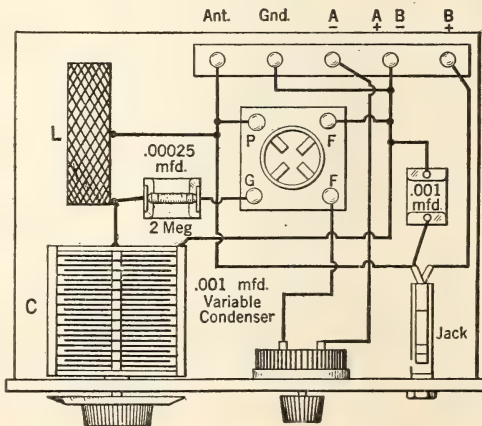 Ant. Gnd. A A B B
- + - +
L
.00025
mfd.
P F
G F
2 Meg
.001
mfd.
C
.001 mfd.
Variable
Condenser
Jack